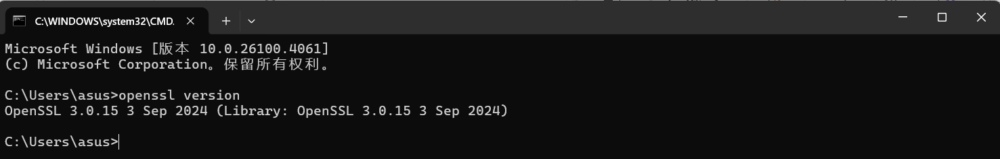 C:\WINDOWS\system32\CMD.
Microsoft Windows [版本 10.0.26100.4061]
(c) Microsoft Corporation。保留所有权利。
C:\Users\asus>openssl version
OpenSSL 3.0.15 3 Sep 2024 (Library: OpenSSL 3.0.15 3 Sep 2024)
C:\Users\asus>